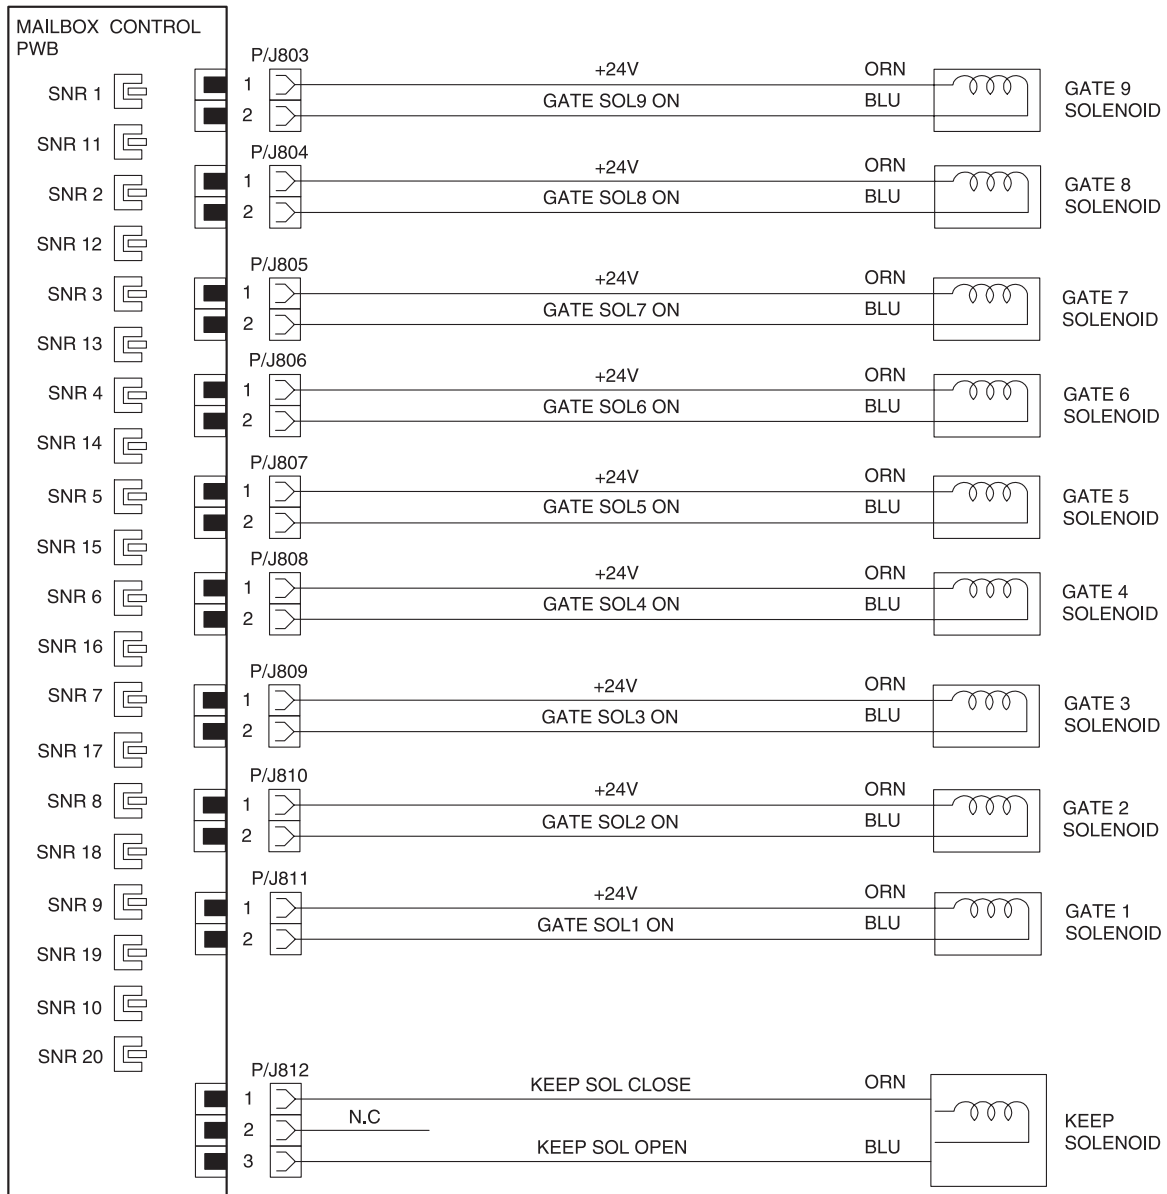 MAILBOX CONTROL
PWB
SNR 1
SNR 11
SNR 2
SNR 12
SNR 3
SNR 13
SNR 4
SNR 14
SNR 5
SNR 15
SNR 6
SNR 16
SNR 7
SNR 17
SNR 8
SNR 18
SNR 9
SNR 19
SNR 10
SNR 20
P/J803
1 +24V ORN
2 GATE SOL9 ON BLU
GATE 9
SOLENOID
P/J804
1 +24V ORN
2 GATE SOL8 ON BLU
GATE 8
SOLENOID
P/J805
1 +24V ORN
2 GATE SOL7 ON BLU
GATE 7
SOLENOID
P/J806
1 +24V ORN
2 GATE SOL6 ON BLU
GATE 6
SOLENOID
P/J807
1 +24V ORN
2 GATE SOL5 ON BLU
GATE 5
SOLENOID
P/J808
1 +24V ORN
2 GATE SOL4 ON BLU
GATE 4
SOLENOID
P/J809
1 +24V ORN
2 GATE SOL3 ON BLU
GATE 3
SOLENOID
P/J810
1 +24V ORN
2 GATE SOL2 ON BLU
GATE 2
SOLENOID
P/J811
1 +24V ORN
2 GATE SOL1 ON BLU
GATE 1
SOLENOID
P/J812
1 KEEP SOL CLOSE ORN
2 N.C
3 KEEP SOL OPEN BLU
KEEP
SOLENOID